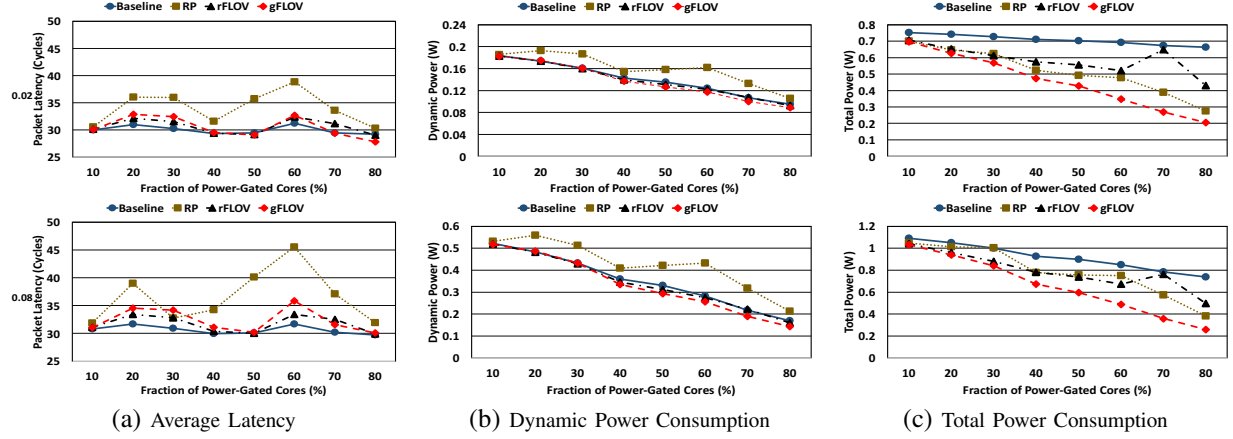 Baseline RP rFLOV gFLOV
0.02
Packet Latency (Cycles)
50
45
40
35
30
25
10 20 30 40 50 60 70 80
Fraction of Power-Gated Cores (%)
Baseline RP rFLOV gFLOV
Dynamic Power (W)
0.24
0.2
0.16
0.12
0.08
0.04
0
10 20 30 40 50 60 70 80
Fraction of Power-Gated Cores (%)
Baseline RP rFLOV gFLOV
Total Power (W)
0.8
0.7
0.6
0.5
0.4
0.3
0.2
0.1
0
10 20 30 40 50 60 70 80
Fraction of Power-Gated Cores (%)
Baseline RP rFLOV gFLOV
0.08
Packet Latency (Cycles)
50
45
40
35
30
25
10 20 30 40 50 60 70 80
Fraction of Power-Gated Cores (%)
Baseline RP rFLOV gFLOV
Dynamic Power (W)
0.6
0.5
0.4
0.3
0.2
0.1
0
10 20 30 40 50 60 70 80
Fraction of Power-Gated Cores (%)
Baseline RP rFLOV gFLOV
Total Power (W)
1.2
1
0.8
0.6
0.4
0.2
0
10 20 30 40 50 60 70 80
Fraction of Power-Gated Cores (%)
(a) Average Latency
(b) Dynamic Power Consumption
(c) Total Power Consumption